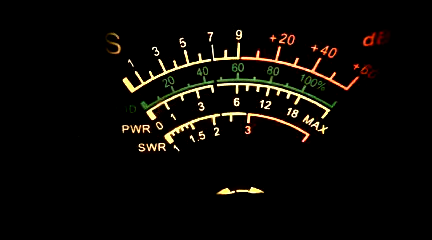 S 1 3 5 7 9 +20 +40 +60 dB
ID 20 40 60 80 100%
PWR 0 1 3 6 12 18 MAX
SWR 1 1.5 2 3